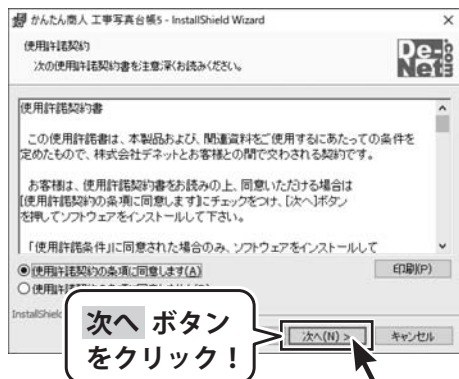 かんたん商人 工事写真台帳5 - InstallShield Wizard
使用許諾契約
次の使用許諾契約書を注意深くお読みください。
De-Net.com
使用許諾契約書
この使用許諾書は、本製品および、関連資料をご使用するにあたっての条件を
定めたもので、株式会社デネットとお客様との間で交わされる契約です。
お客様は、使用許諾契約書をお読みの上、同意いただける場合は
[使用許諾契約の条項に同意します]にチェックをつけ、[次へ]ボタン
を押してソフトウェアをインストールして下さい。
「使用許諾条件」に同意された場合のみ、ソフトウェアをインストールして
使用許諾契約の条項に同意します(A)
印刷(P)
InstallShield
次へ ボタン
をクリック！
次へ(N) >
キャンセル